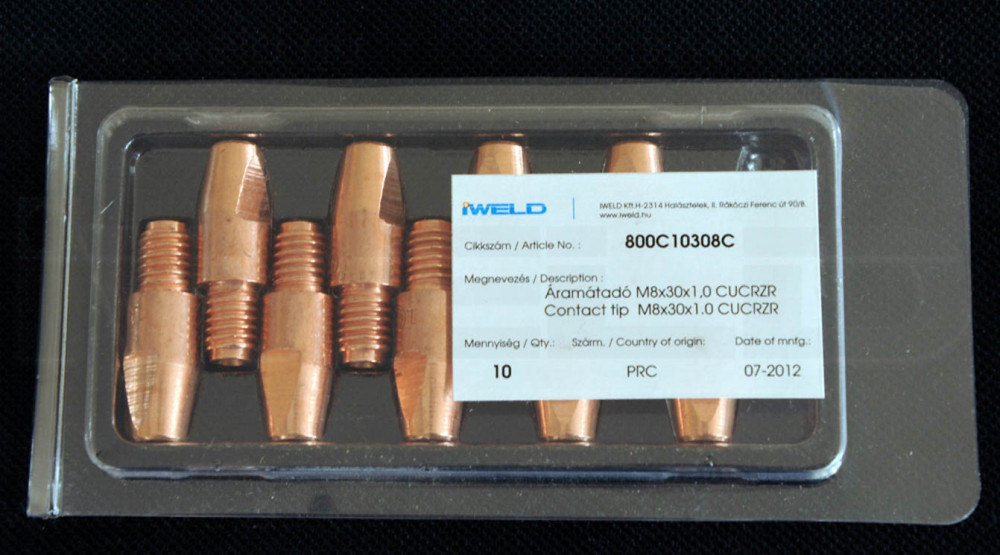 iWELD
IWELD Kft.H-2314 Halásztelek, II. Rákóczi Ferenc út 90/8.
www.iweld.hu
Cikkszám / Article No. : 800C10308C
Megnevezés / Description :
Áramátadó M8x30x1,0 CUCRZR
Contact tip M8x30x1.0 CUCRZR
Mennyiség / Qty.: Szárm. / Country of origin: Date of mnfg.:
10 PRC 07-2012